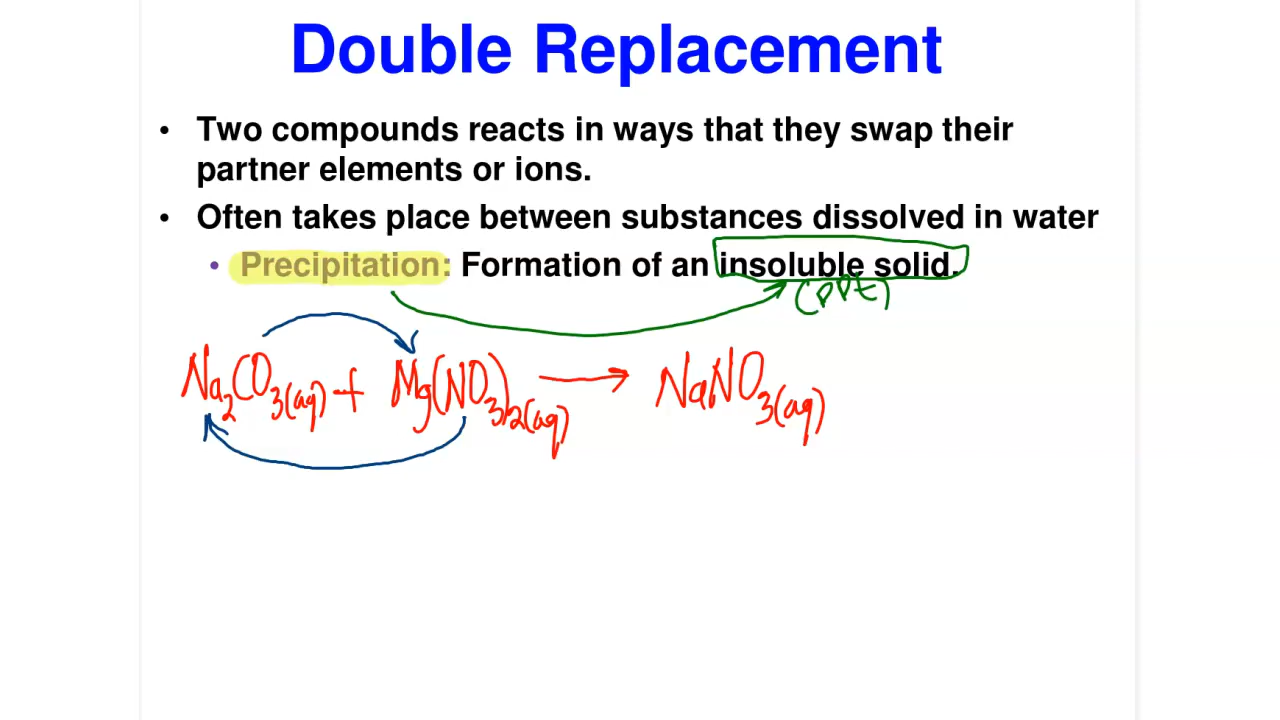 Double Replacement
• Two compounds reacts in ways that they swap their
partner elements or ions.
• Often takes place between substances dissolved in water
• Precipitation: Formation of an insoluble solid.
(PPt)
Na₂CO₃(aq) + Mg(NO₃)₂(aq) → NaNO₃(aq)